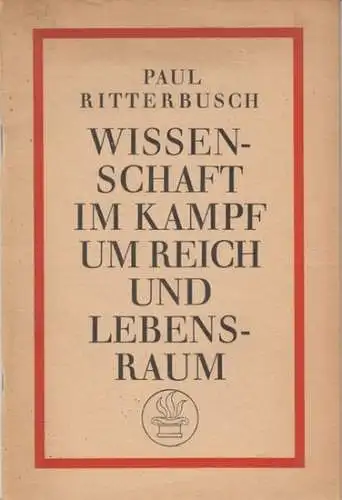 PAUL
RITTERBUSCH
WISSEN-
SCHAFT
IM KAMPF
UM REICH
UND
LEBENS-
RAUM